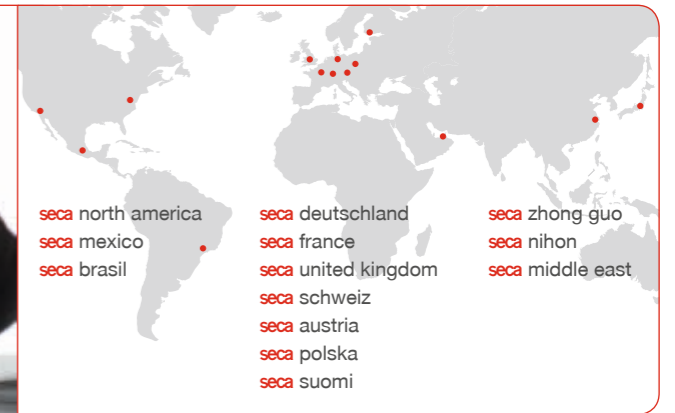 seca north america
seca mexico
seca brasil
seca deutschland
seca france
seca united kingdom
seca schweiz
seca austria
seca polska
seca suomi
seca zhong guo
seca nihon
seca middle east